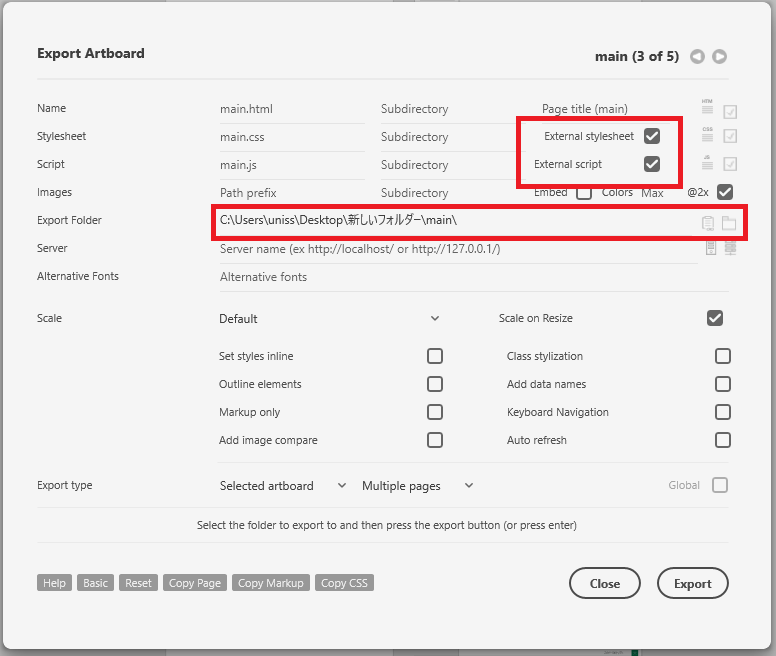 Export Artboard main (3 of 5)
Name main.html Subdirectory Page title (main) HTM
Stylesheet main.css Subdirectory External stylesheet CSS
Script main.js Subdirectory External script JS
Images Path prefix Subdirectory Embed Colors Max @2x
Export Folder C:\Users\uniss\Desktop\新しいフォルダー\main\
Server Server name (ex http://localhost/ or http://127.0.0.1/)
Alternative Fonts Alternative fonts
Scale Default Scale on Resize
Set styles inline Class stylization
Outline elements Add data names
Markup only Keyboard Navigation
Add image compare Auto refresh
Export type Selected artboard Multiple pages Global
Select the folder to export to and then press the export button (or press enter)
Help Basic Reset Copy Page Copy Markup Copy CSS Close Export